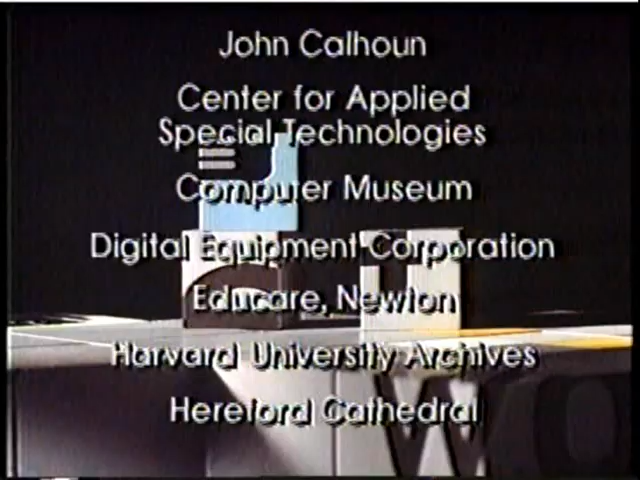 John Calhoun
Center for Applied
Special Technologies
Computer Museum
Digital Equipment Corporation
Educare, Newton
Harvard University Archives
Hereford Cathedral